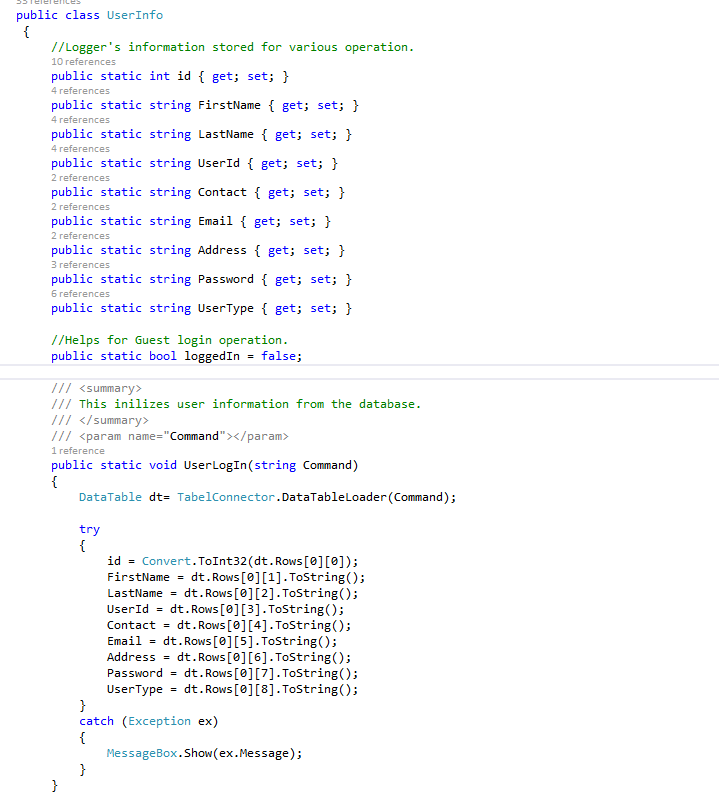 33 references
public class UserInfo
{
//Logger's information stored for various operation.
10 references
public static int id { get; set; }
4 references
public static string FirstName { get; set; }
4 references
public static string LastName { get; set; }
4 references
public static string UserId { get; set; }
2 references
public static string Contact { get; set; }
2 references
public static string Email { get; set; }
2 references
public static string Address { get; set; }
3 references
public static string Password { get; set; }
6 references
public static string UserType { get; set; }
//Helps for Guest login operation.
public static bool loggedIn = false;
/// <summary>
/// This inilizes user information from the database.
/// </summary>
/// <param name="Command"></param>
1 reference
public static void UserLogIn(string Command)
{
DataTable dt= TabelConnector.DataTableLoader(Command);
try
{
id = Convert.ToInt32(dt.Rows[0][0]);
FirstName = dt.Rows[0][1].ToString();
LastName = dt.Rows[0][2].ToString();
UserId = dt.Rows[0][3].ToString();
Contact = dt.Rows[0][4].ToString();
Email = dt.Rows[0][5].ToString();
Address = dt.Rows[0][6].ToString();
Password = dt.Rows[0][7].ToString();
UserType = dt.Rows[0][8].ToString();
}
catch (Exception ex)
{
MessageBox.Show(ex.Message);
}
}